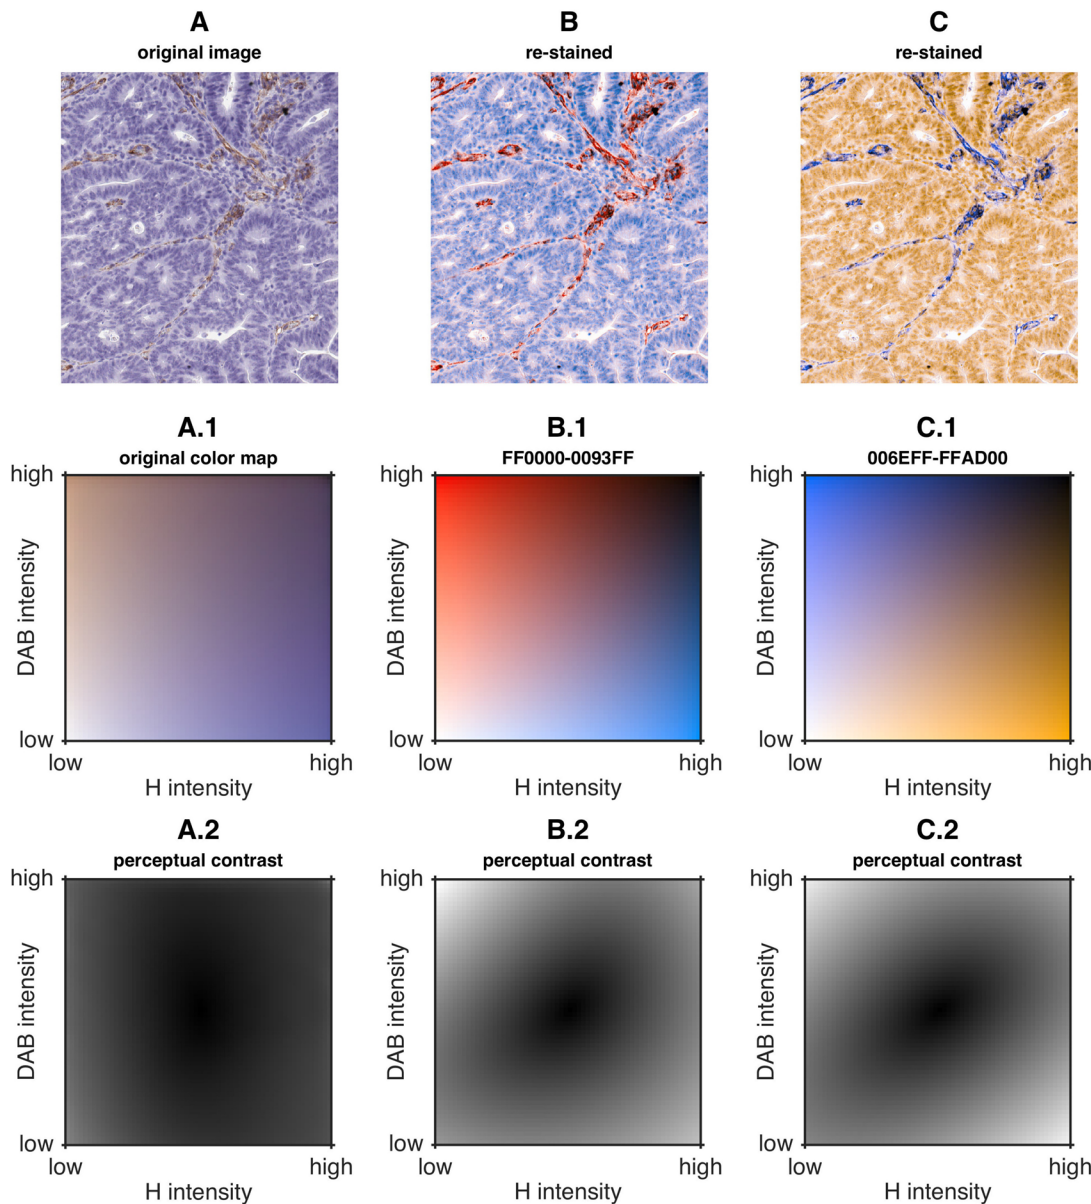 A B C
original image re-stained re-stained
A.1 B.1 C.1
original color map FF0000-0093FF 006EFF-FFAD00
high high high
DAB intensity DAB intensity DAB intensity
low low low
low high low high low high
H intensity H intensity H intensity
A.2 B.2 C.2
perceptual contrast perceptual contrast perceptual contrast
high high high
DAB intensity DAB intensity DAB intensity
low low low
low high low high low high
H intensity H intensity H intensity